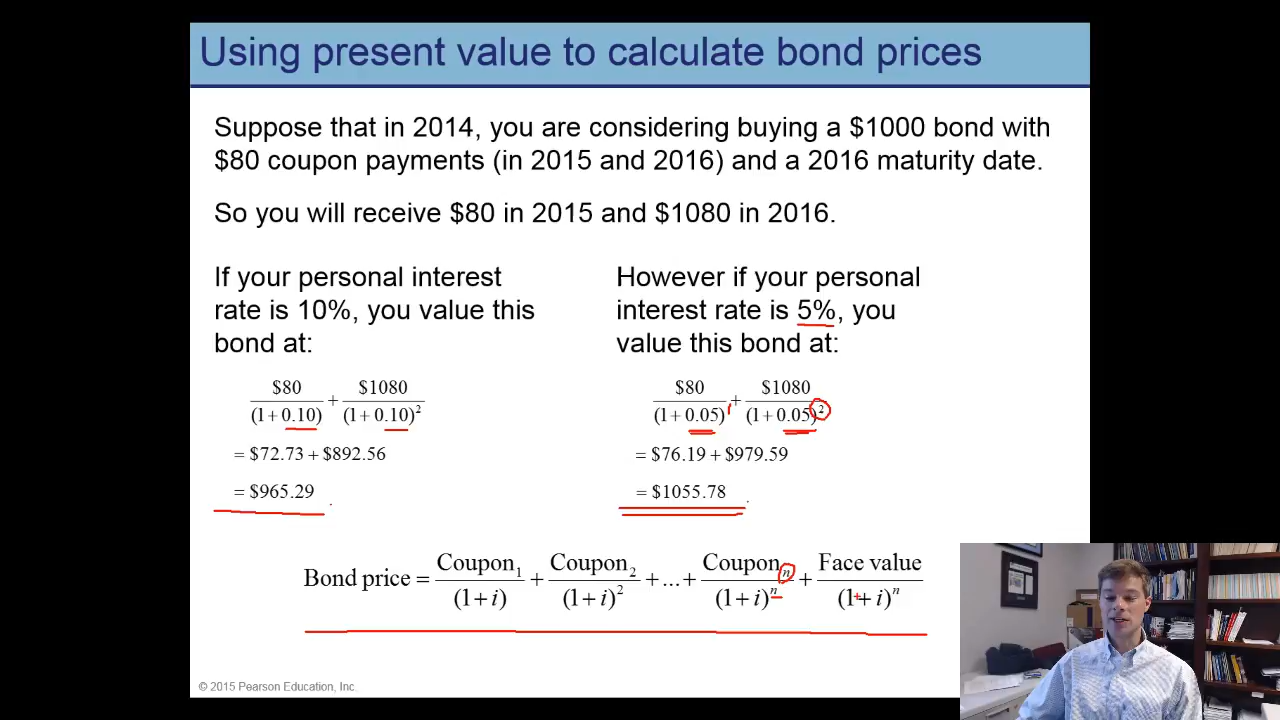 Using present value to calculate bond prices
Suppose that in 2014, you are considering buying a $1000 bond with
$80 coupon payments (in 2015 and 2016) and a 2016 maturity date.
So you will receive $80 in 2015 and $1080 in 2016.
If your personal interest
rate is 10%, you value this
bond at:
$80/(1+0.10) + $1080/(1+0.10)²
= $72.73 + $892.56
= $965.29
However if your personal
interest rate is 5%, you
value this bond at:
$80/(1+0.05)¹ + $1080/(1+0.05)²
= $76.19 + $979.59
= $1055.78
Bond price = Coupon₁/(1+i) + Coupon₂/(1+i)² + ... + Couponₙ/(1+i)ⁿ + Face value/(1+i)ⁿ
© 2015 Pearson Education, Inc.